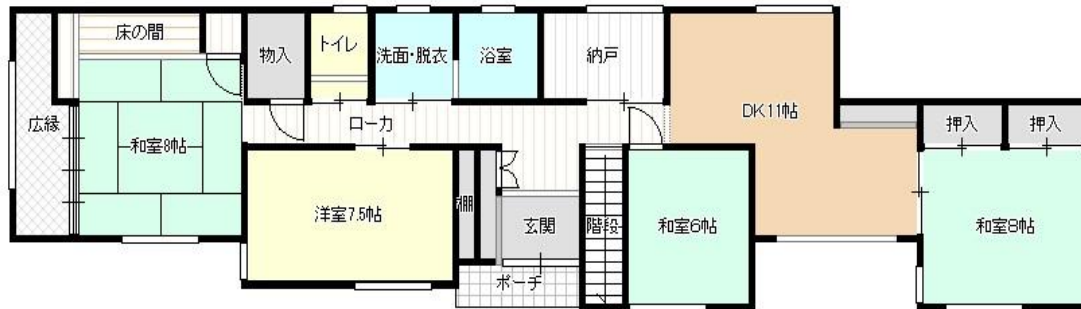 床の間
物入
トイレ
洗面・脱衣
浴室
納戸
DK11帖
押入
押入
広縁
ローカ
和室8帖
洋室7.5帖
棚
玄関
階段
和室6帖
和室8帖
ポーチ